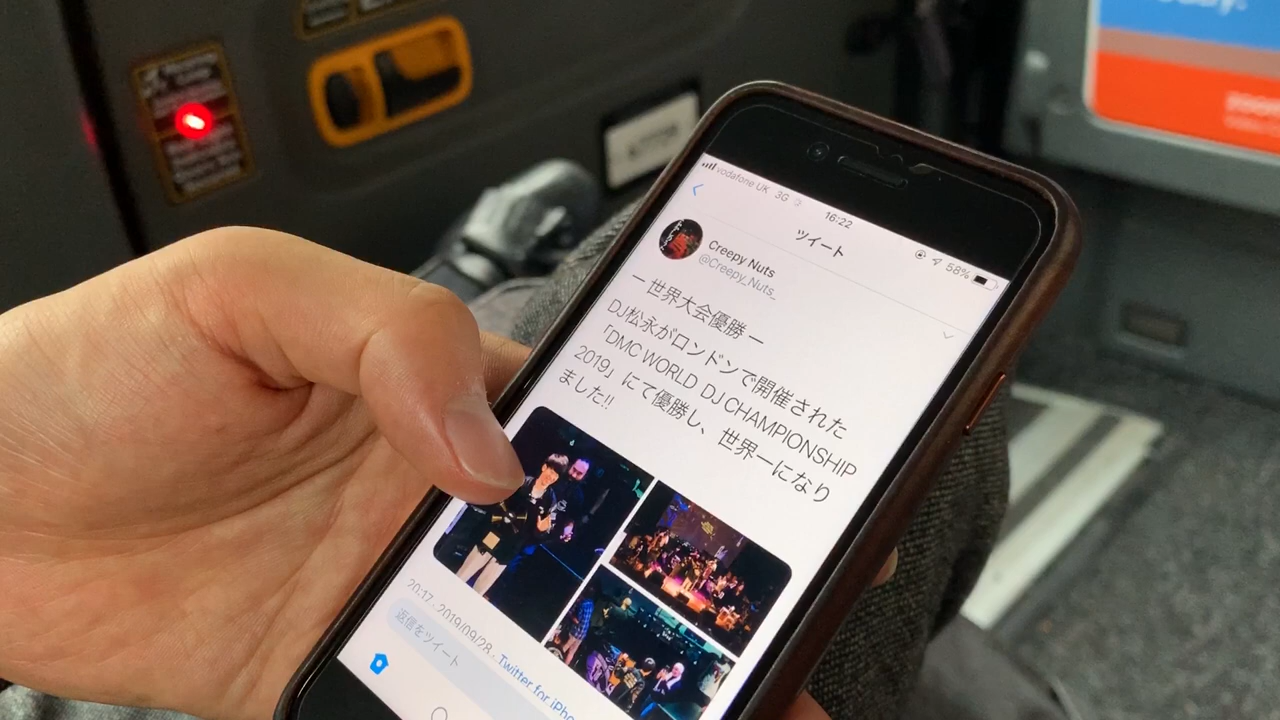 vodafone UK 3G 16:22 58%
ツイート
Creepy Nuts
@Creepy_Nuts_
ー世界大会優勝ー
DJ松永がロンドンで開催された
「DMC WORLD DJ CHAMPIONSHIP
2019」にて優勝し、世界一になり
ました!!
20:17 · 2019/09/28 · Twitter for iPho
返信をツイート